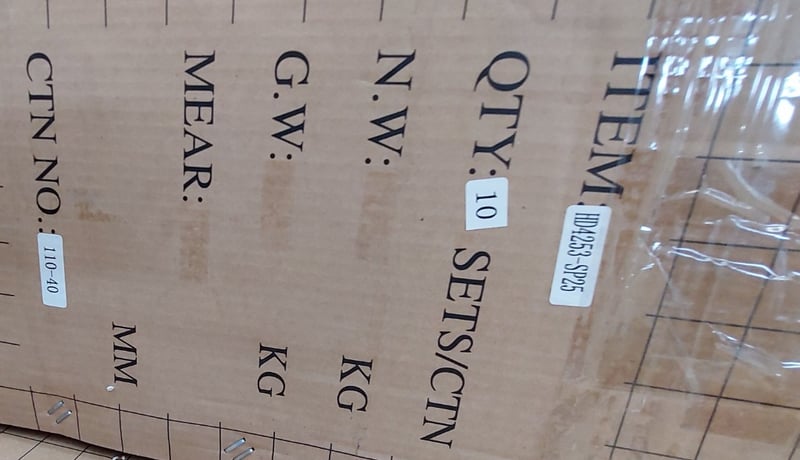 ITEM: HD4253-SP25
QTY: 10 SETS/CTN
N.W: KG
G.W: KG
MEAR: MM
CTN NO.: 110-40